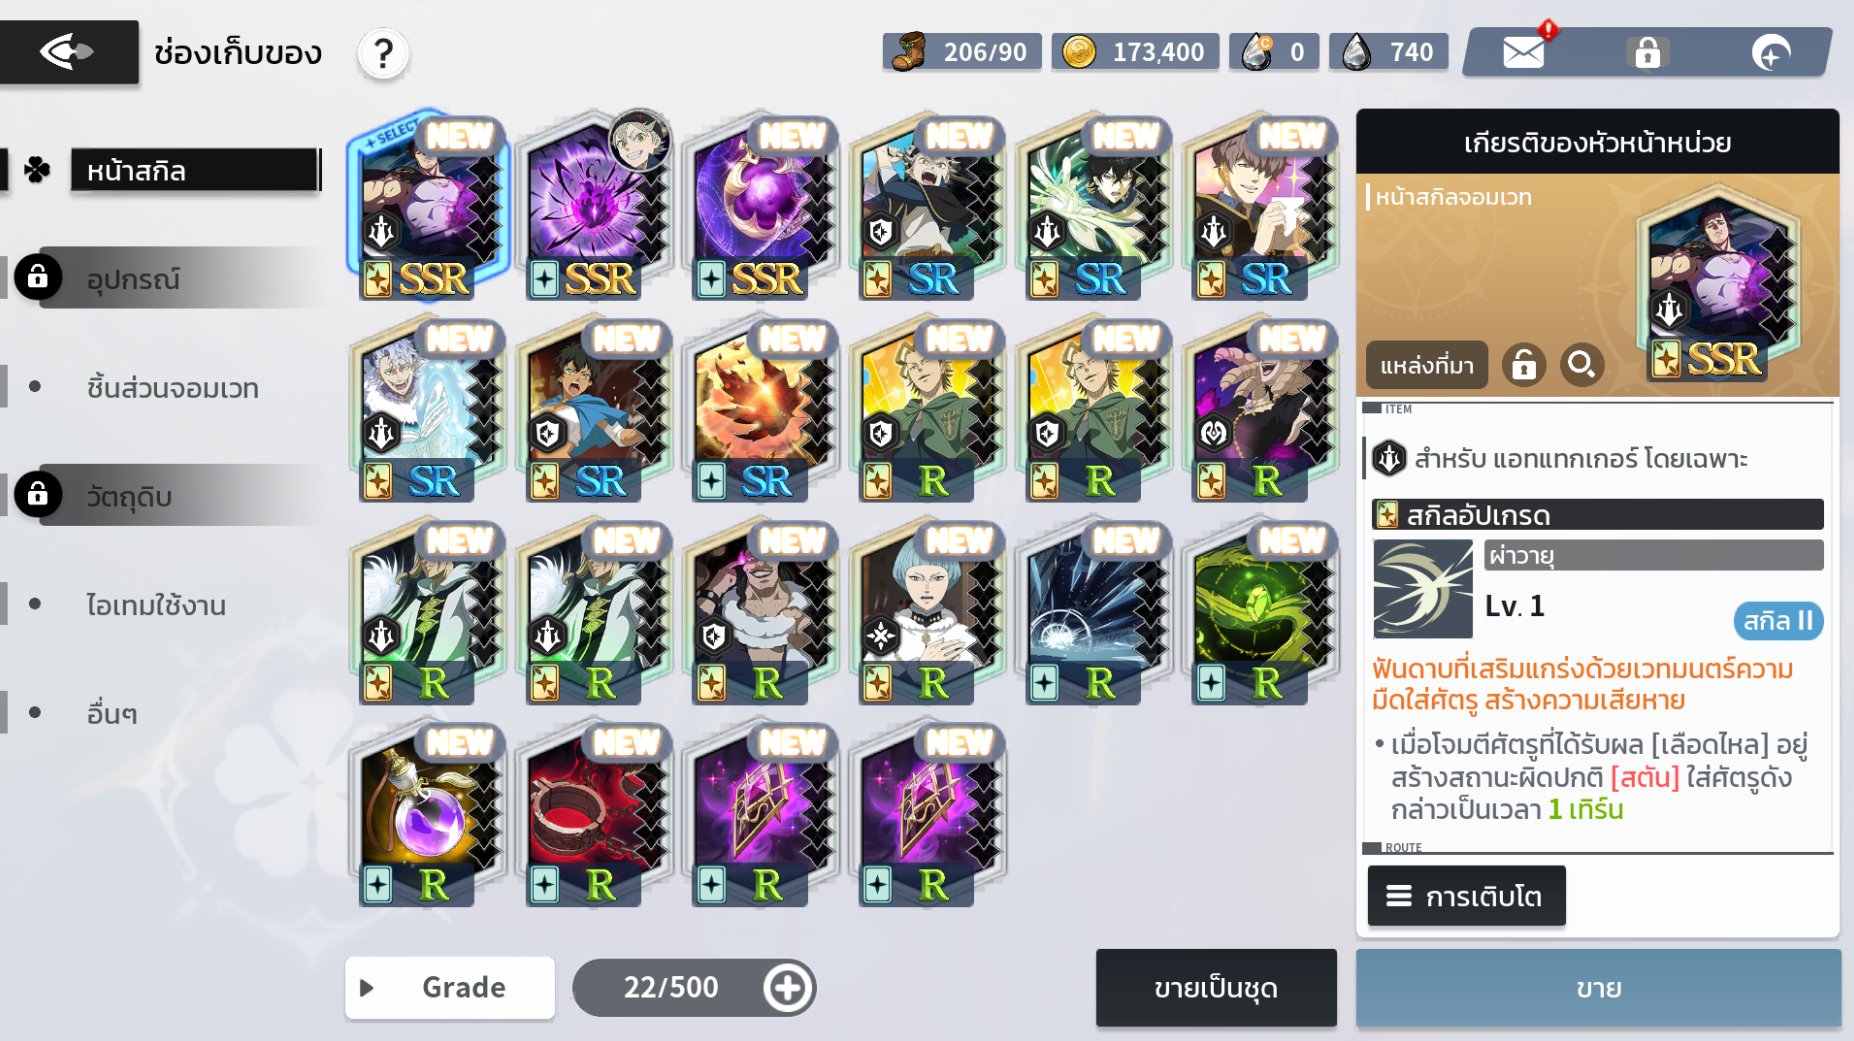 ช่องเก็บของ
?
206/90
173,400
0
740
หน้าสกิล
อุปกรณ์
ชิ้นส่วนจอมเวท
วัตถุดิบ
ไอเทมใช้งาน
อื่นๆ
SELECT NEW NEW NEW NEW NEW
SSR SSR SSR SR SR SR
NEW NEW NEW NEW NEW NEW
SR SR SR R R R
NEW NEW NEW NEW NEW NEW
R R R R R R
NEW NEW NEW NEW
R R R R
Grade
22/500
ขายเป็นชุด
ขาย
เกียรติของหัวหน้าหน่วย
หน้าสกิลจอมเวท
SSR
แหล่งที่มา
ITEM
สำหรับ แอทแทกเกอร์ โดยเฉพาะ
สกิลอัปเกรด
ผ่าวายุ
Lv. 1
สกิล II
ฟันดาบที่เสริมแกร่งด้วยเวทมนตร์ความ
มืดใส่ศัตรู สร้างความเสียหาย
• เมื่อโจมตีศัตรูที่ได้รับผล [เลือดไหล] อยู่
สร้างสถานะผิดปกติ [สตัน] ใส่ศัตรูดัง
กล่าวเป็นเวลา 1 เทิร์น
ROUTE
การเติบโต